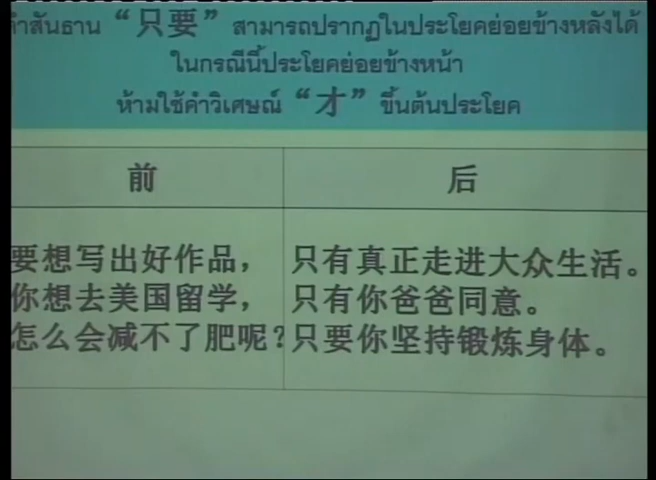 คำสันธาน “只要” สามารถปรากฏในประโยคย่อยข้างหลังได้
ในกรณีนี้ประโยคย่อยข้างหน้า
ห้ามใช้คำวิเศษณ์ “才” ขึ้นต้นประโยค
前 后
要想写出好作品， 只有真正走进大众生活。
你想去美国留学， 只有你爸爸同意。
怎么会减不了肥呢？ 只要你坚持锻炼身体。